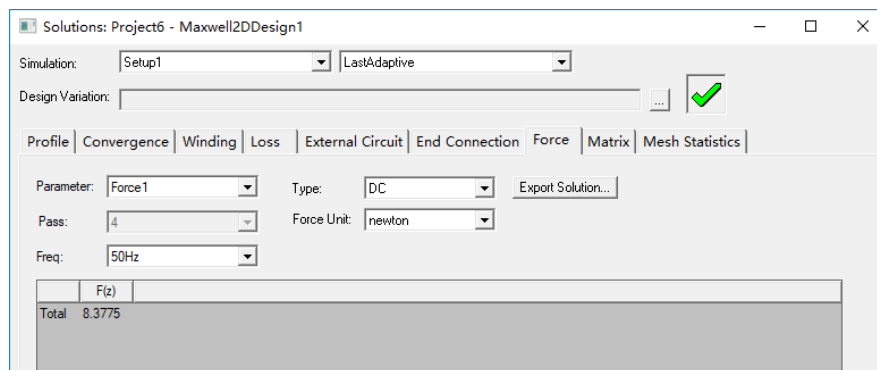 Solutions: Project6 - Maxwell2DDesign1
Simulation: Setup1 LastAdaptive
Design Variation: ...
Profile Convergence Winding Loss External Circuit End Connection Force Matrix Mesh Statistics
Parameter: Force1 Type: DC Export Solution...
Pass: 4 Force Unit: newton
Freq: 50Hz
F(z)
Total 8.3775